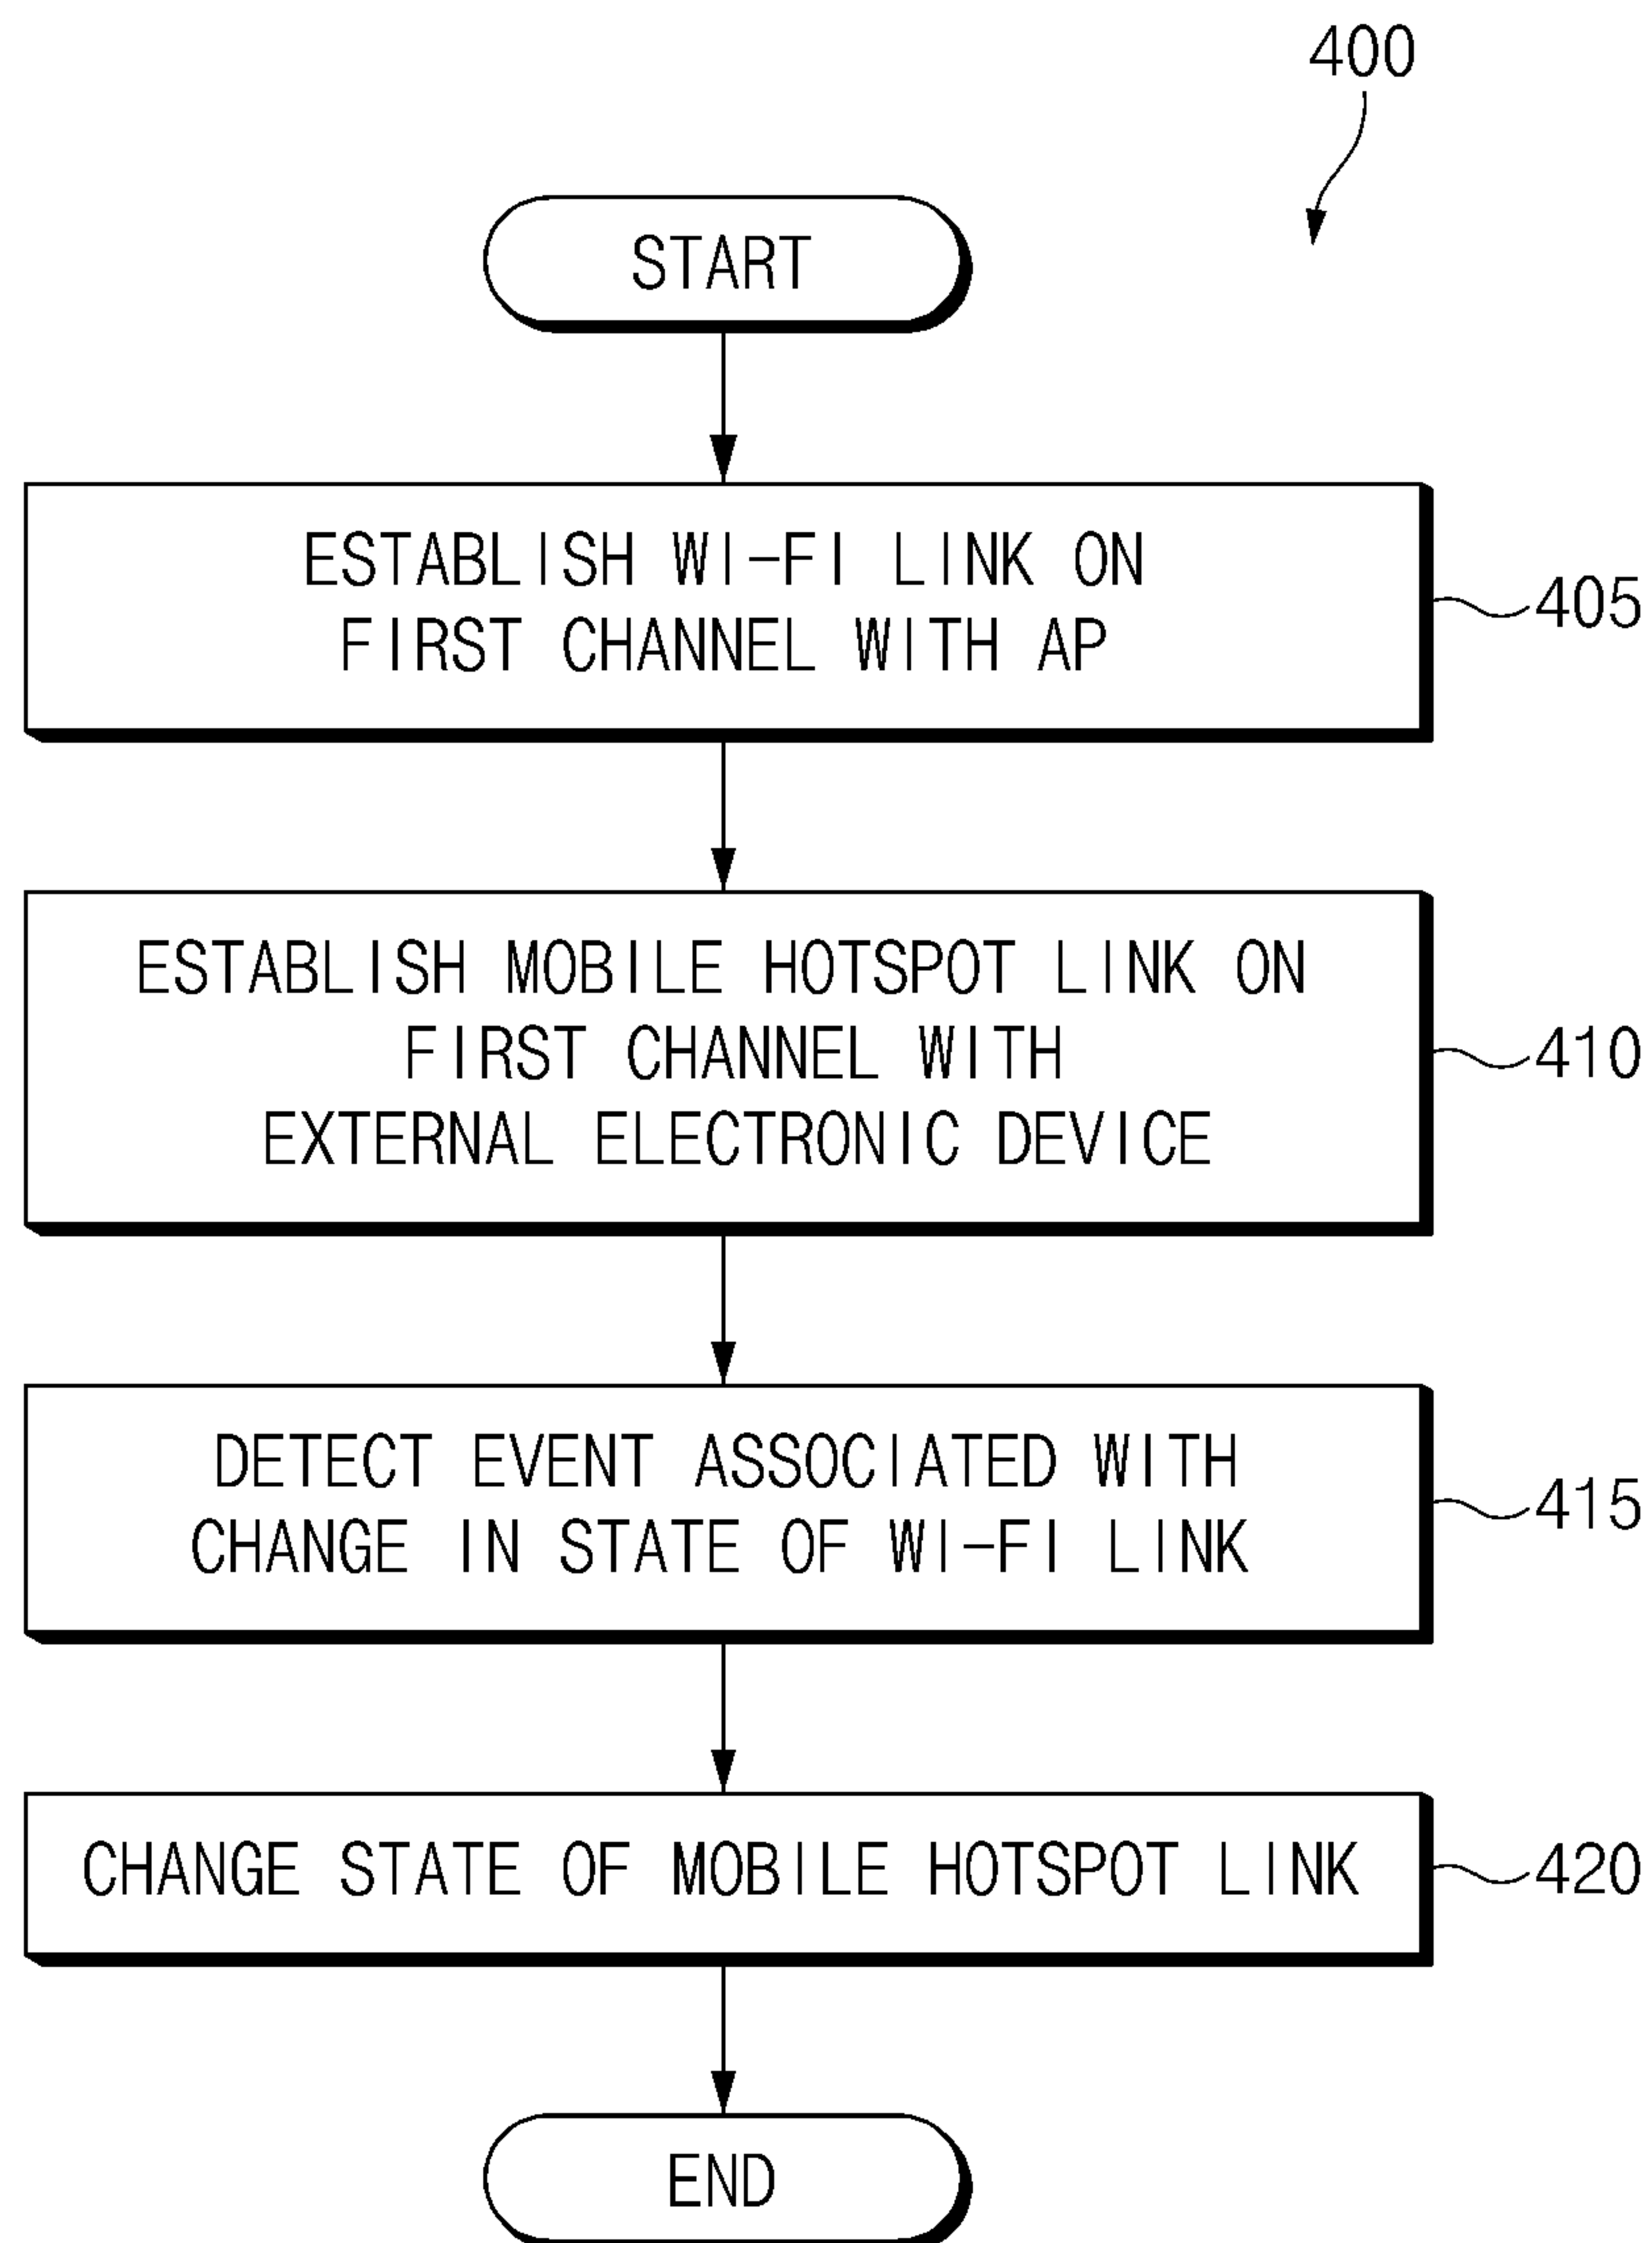 400
START
ESTABLISH WI-FI LINK ON
FIRST CHANNEL WITH AP
405
ESTABLISH MOBILE HOTSPOT LINK ON
FIRST CHANNEL WITH
EXTERNAL ELECTRONIC DEVICE
410
DETECT EVENT ASSOCIATED WITH
CHANGE IN STATE OF WI-FI LINK
415
CHANGE STATE OF MOBILE HOTSPOT LINK
420
END